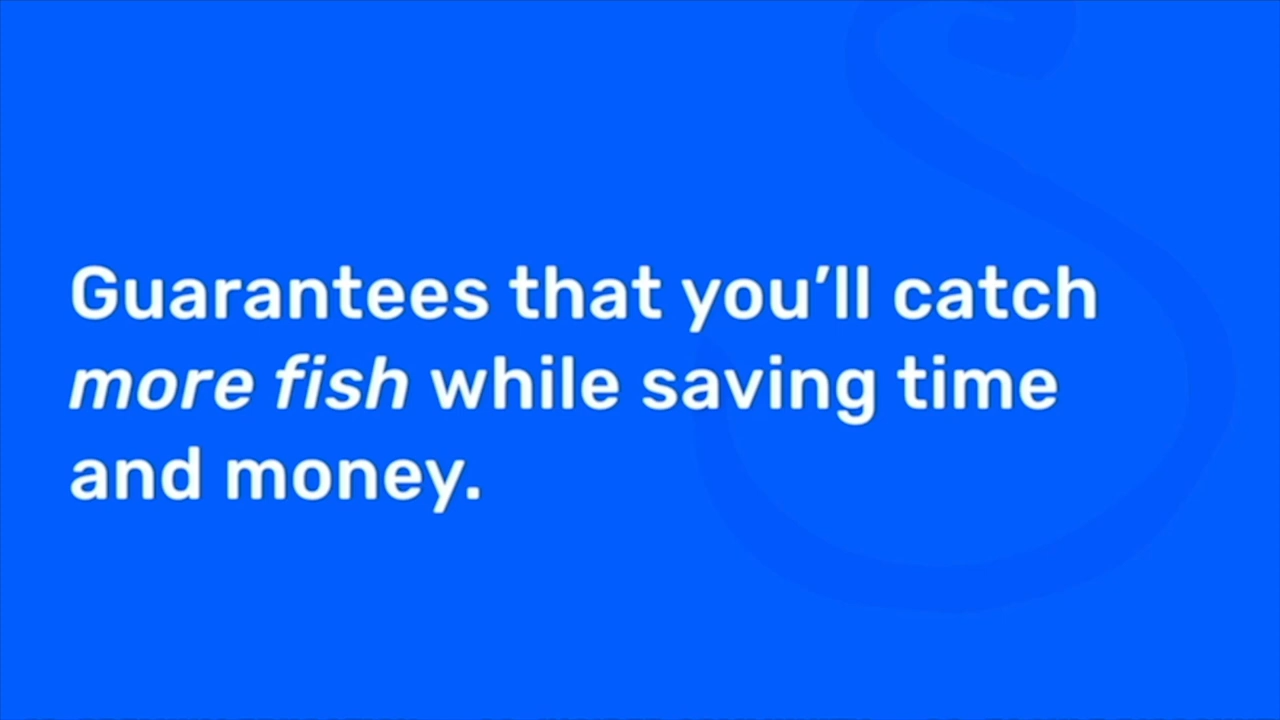 Guarantees that you’ll catch
more fish while saving time
and money.